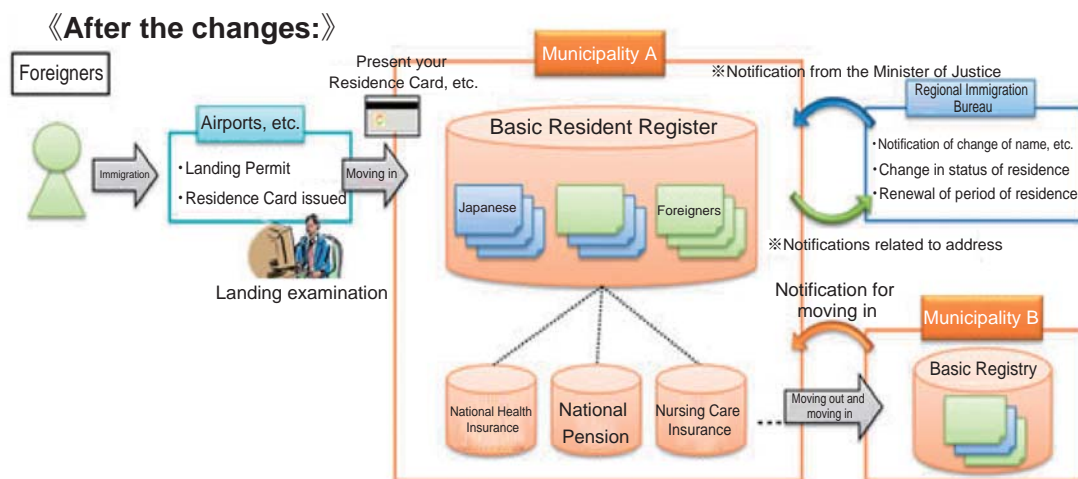 《After the changes:》
Foreigners
Immigration
Airports, etc.
・Landing Permit
・Residence Card issued
Landing examination
Moving in
Present your
Residence Card, etc.
Municipality A
Basic Resident Register
Japanese
Foreigners
National Health
Insurance
National
Pension
Nursing Care
Insurance
※Notification from the Minister of Justice
Regional Immigration
Bureau
・Notification of change of name, etc.
・Change in status of residence
・Renewal of period of residence
※Notifications related to address
Notification for
moving in
Municipality B
Basic Registry
Moving out and
moving in